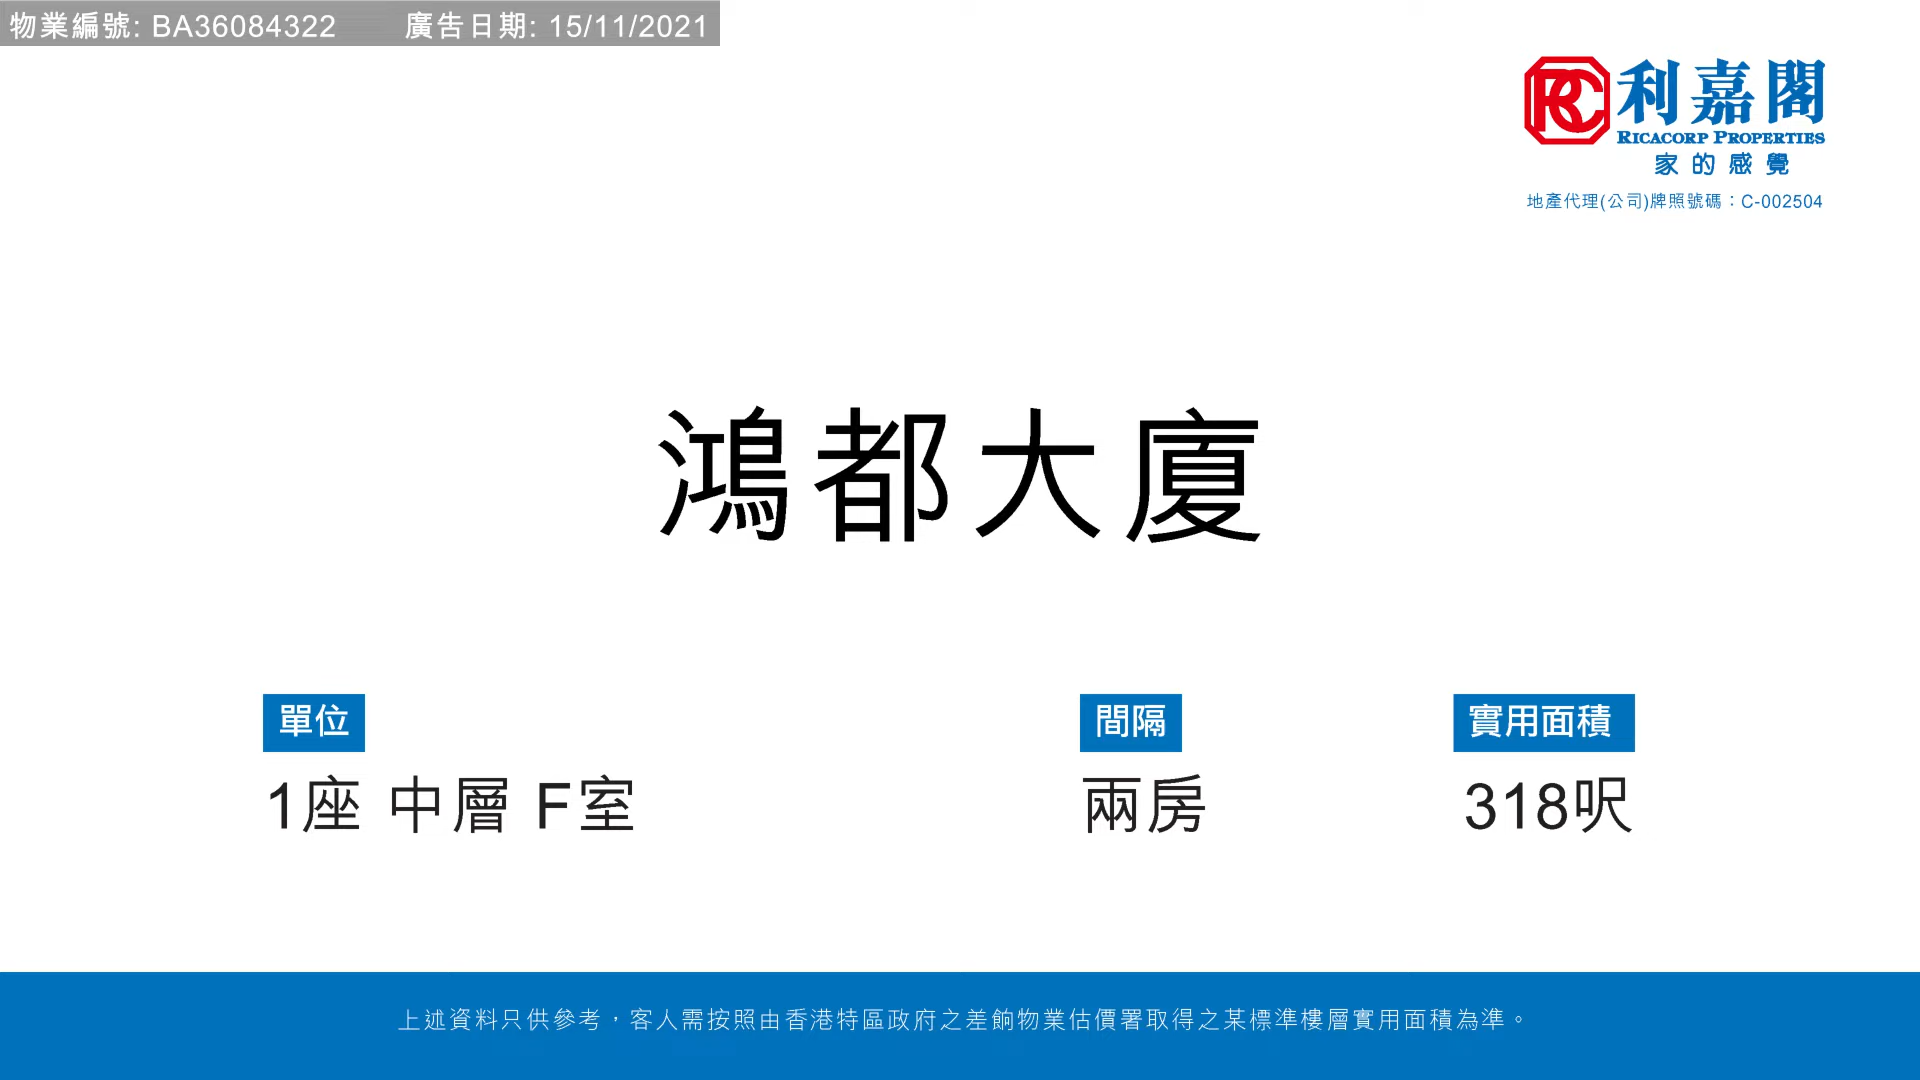 物業編號: BA36084322 廣告日期: 15/11/2021
RC 利嘉閣
RICACORP PROPERTIES
家的感覺
地產代理(公司)牌照號碼：C-002504
鴻都大廈
單位 間隔 實用面積
1座 中層 F室 兩房 318呎
上述資料只供參考，客人需按照由香港特區政府之差餉物業估價署取得之某標準樓層實用面積為準。